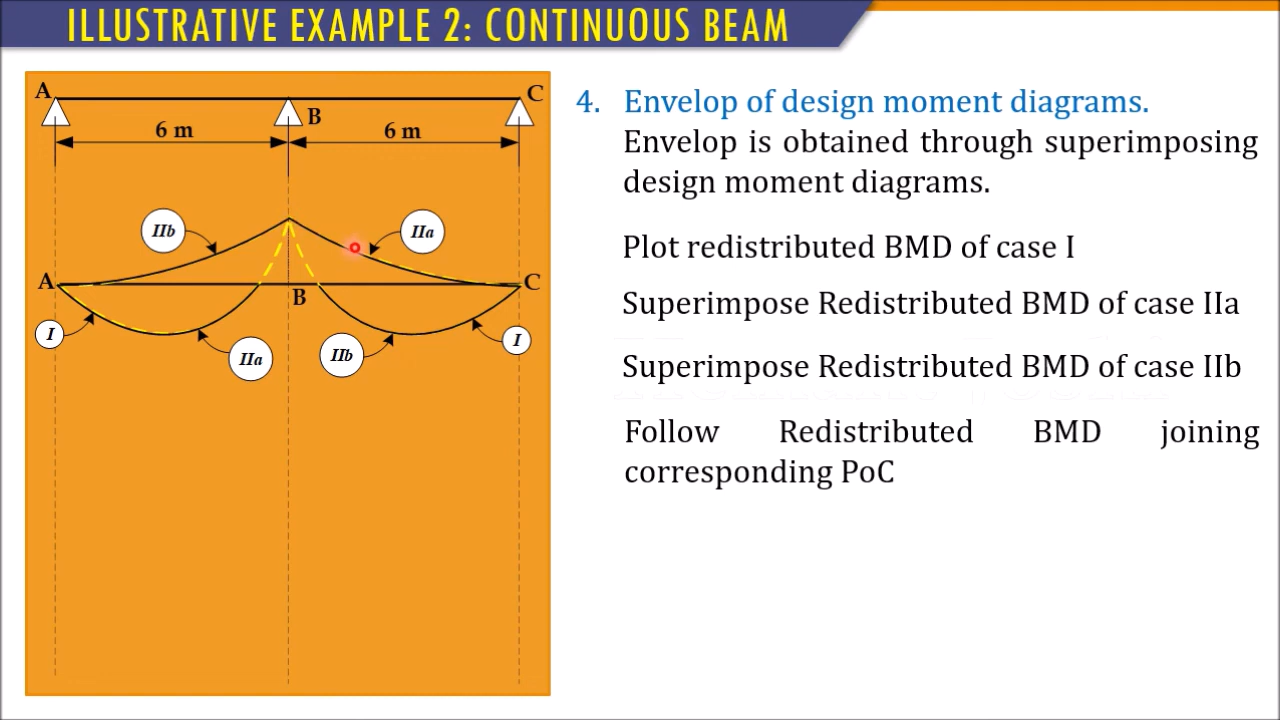 ILLUSTRATIVE EXAMPLE 2: CONTINUOUS BEAM
A
B
C
6 m
6 m
IIb
IIa
A
B
C
I
IIa
IIb
I
4. Envelop of design moment diagrams.
Envelop is obtained through superimposing
design moment diagrams.
Plot redistributed BMD of case I
Superimpose Redistributed BMD of case IIa
Superimpose Redistributed BMD of case IIb
Follow Redistributed BMD joining
corresponding PoC